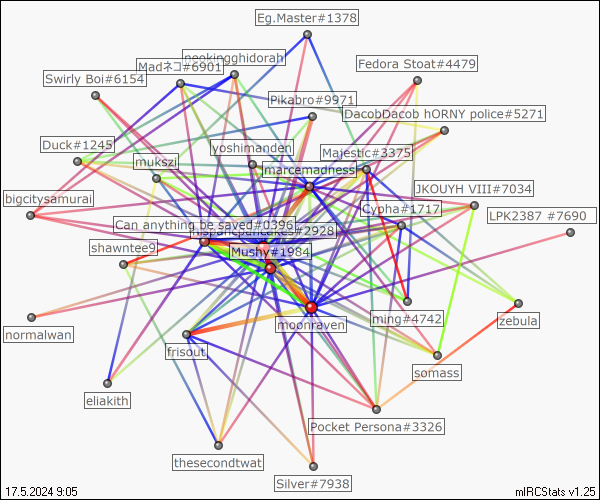 Eg.Master#1378
neokingghidorah
Fedora Stoat#4479
Madネコ#6901
Swirly Boi#6154
Pikabro#9971
DacobDacob hORNY police#5271
Duck#1245
yoshimanden
Majestic#3375
mukszi
marcemadness
JKOUYH VIII#7034
bigcitysamurai
Cypha#1717
LPK2387 #7690
Can anything be saved#0396
#2928
shawntee9
Mushy#1984
ming#4742
zebula
normalwan
moonraven
frisout
somass
eliakith
Pocket Persona#3326
thesecondtwat
Silver#7938
17.5.2024 9:05
mIRCStats v1.25